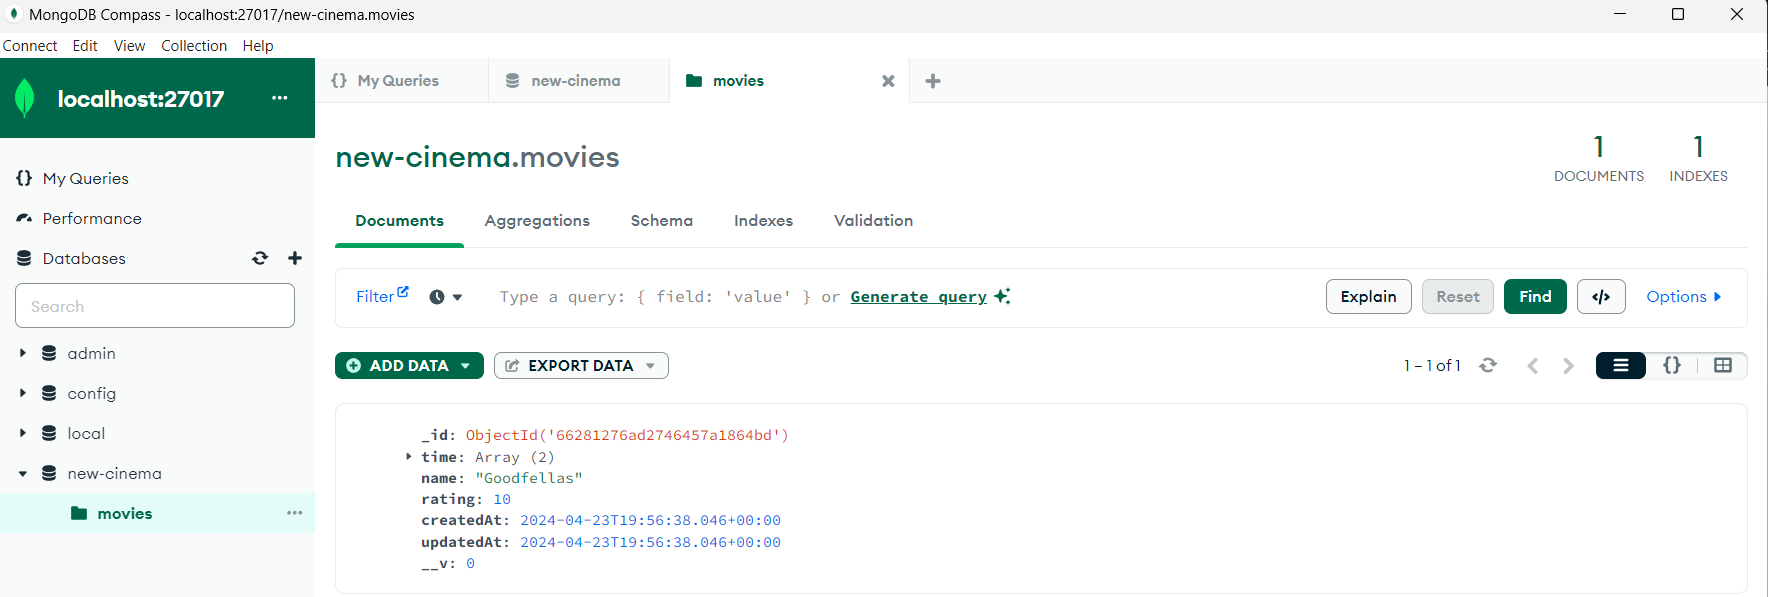 MongoDB Compass - localhost:27017/new-cinema.movies
Connect Edit View Collection Help
localhost:27017 ...
{} My Queries
new-cinema
movies
My Queries
Performance
Databases
Search
admin
config
local
new-cinema
movies ...
new-cinema.movies
1 DOCUMENTS
1 INDEXES
Documents Aggregations Schema Indexes Validation
Filter Type a query: { field: 'value' } or Generate query Explain Reset Find </> Options
ADD DATA EXPORT DATA 1 – 1 of 1 {}
_id: ObjectId('66281276ad2746457a1864bd')
time: Array (2)
name: "Goodfellas"
rating: 10
createdAt: 2024-04-23T19:56:38.046+00:00
updatedAt: 2024-04-23T19:56:38.046+00:00
__v: 0